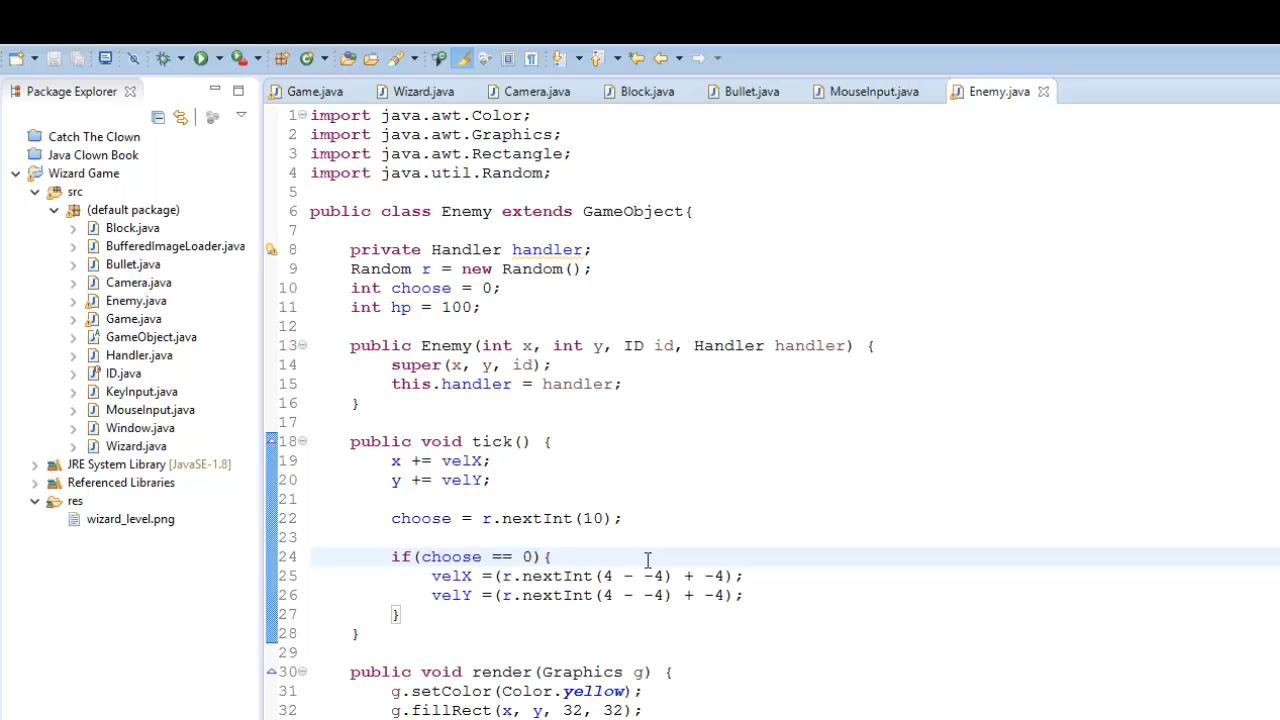 Package Explorer
Game.java
Wizard.java
Camera.java
Block.java
Bullet.java
MouseInput.java
Enemy.java
Catch The Clown
Java Clown Book
Wizard Game
src
(default package)
Block.java
BufferedImageLoader.java
Bullet.java
Camera.java
Enemy.java
Game.java
GameObject.java
Handler.java
ID.java
KeyInput.java
MouseInput.java
Window.java
Wizard.java
JRE System Library [JavaSE-1.8]
Referenced Libraries
res
wizard_level.png
1 import java.awt.Color;
2 import java.awt.Graphics;
3 import java.awt.Rectangle;
4 import java.util.Random;
5
6 public class Enemy extends GameObject{
7
8 private Handler handler;
9 Random r = new Random();
10 int choose = 0;
11 int hp = 100;
12
13 public Enemy(int x, int y, ID id, Handler handler) {
14 super(x, y, id);
15 this.handler = handler;
16 }
17
18 public void tick() {
19 x += velX;
20 y += velY;
21
22 choose = r.nextInt(10);
23
24 if(choose == 0){
25 velX =(r.nextInt(4 - -4) + -4);
26 velY =(r.nextInt(4 - -4) + -4);
27 }
28 }
29
30 public void render(Graphics g) {
31 g.setColor(Color.yellow);
32 g.fillRect(x, y, 32, 32);